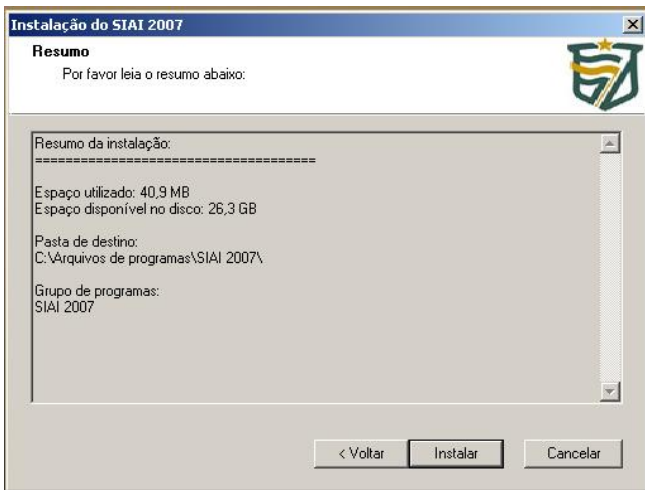 Instalação do SIAI 2007
Resumo
Por favor leia o resumo abaixo:
Resumo da instalação:
=====================================
Espaço utilizado: 40,9 MB
Espaço disponível no disco: 26,3 GB
Pasta de destino:
C:\Arquivos de programas\SIAI 2007\
Grupo de programas:
SIAI 2007
< Voltar
Instalar
Cancelar